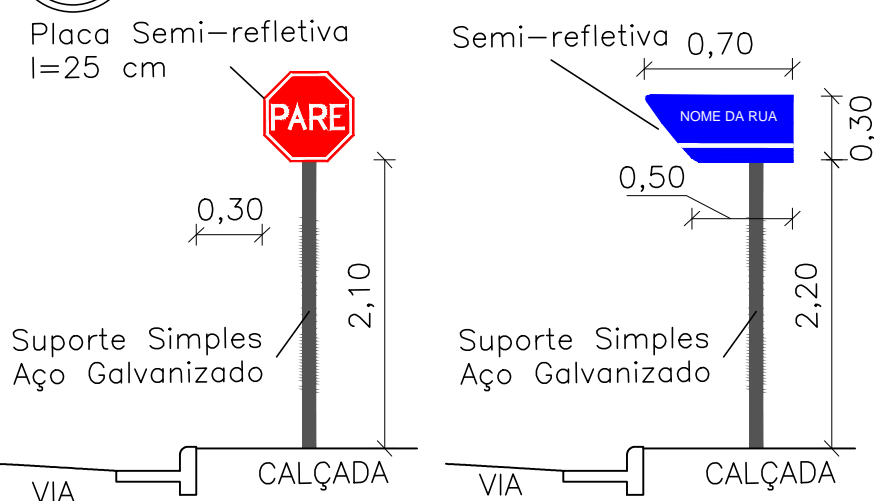 Placa Semi-refletiva
l=25 cm
PARE
0,30
2,10
Suporte Simples
Aço Galvanizado
VIA
CALÇADA
Semi-refletiva
0,70
NOME DA RUA
0,30
0,50
2,20
Suporte Simples
Aço Galvanizado
VIA
CALÇADA